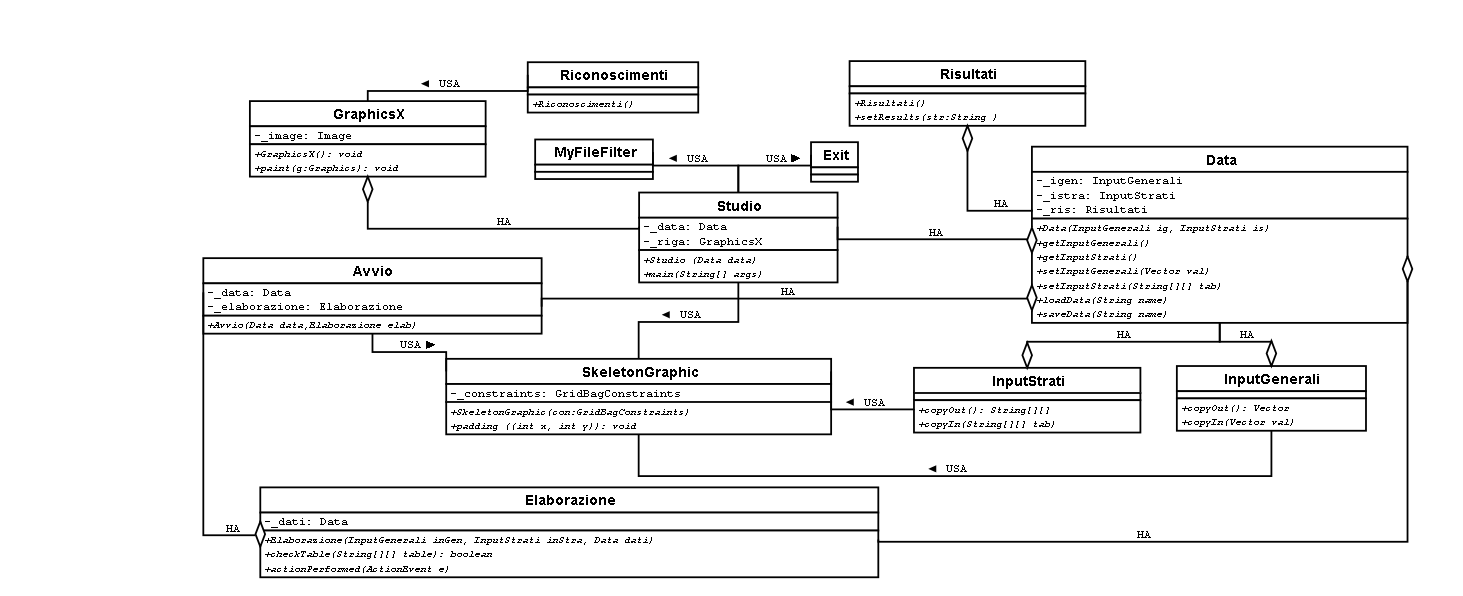 ◄ USA
Riconoscimenti
+Riconoscimenti()
Risultati
+Risultati()
+setResults(str:String )
GraphicsX
-_image: Image
+GraphicsX(): void
+paint(g:Graphics): void
MyFileFilter
◄ USA
USA ►
Exit
Data
-_igen: InputGenerali
-_istra: InputStrati
-_ris: Risultati
+Data(InputGenerali ig, InputStrati is)
+getInputGenerali()
+getInputStrati()
+setInputGenerali(Vector val)
+setInputStrati(String[][] tab)
+loadData(String name)
+saveData(String name)
HA
Studio
-_data: Data
-_riga: GraphicsX
+Studio (Data data)
+main(String[] args)
HA
HA
Avvio
-_data: Data
-_elaborazione: Elaborazione
+Avvio(Data data,Elaborazione elab)
HA
◄ USA
USA ►
HA
HA
SkeletonGraphic
-_constraints: GridBagConstraints
+SkeletonGraphic(con:GridBagConstraints)
+padding ((int x, int y)): void
◄ USA
InputStrati
+copyOut(): String[][]
+copyIn(String[][] tab)
InputGenerali
+copyOut(): Vector
+copyIn(Vector val)
◄ USA
Elaborazione
-_dati: Data
+Elaborazione(InputGenerali inGen, InputStrati inStra, Data dati)
+checkTable(String[][] table): boolean
+actionPerformed(ActionEvent e)
HA
HA